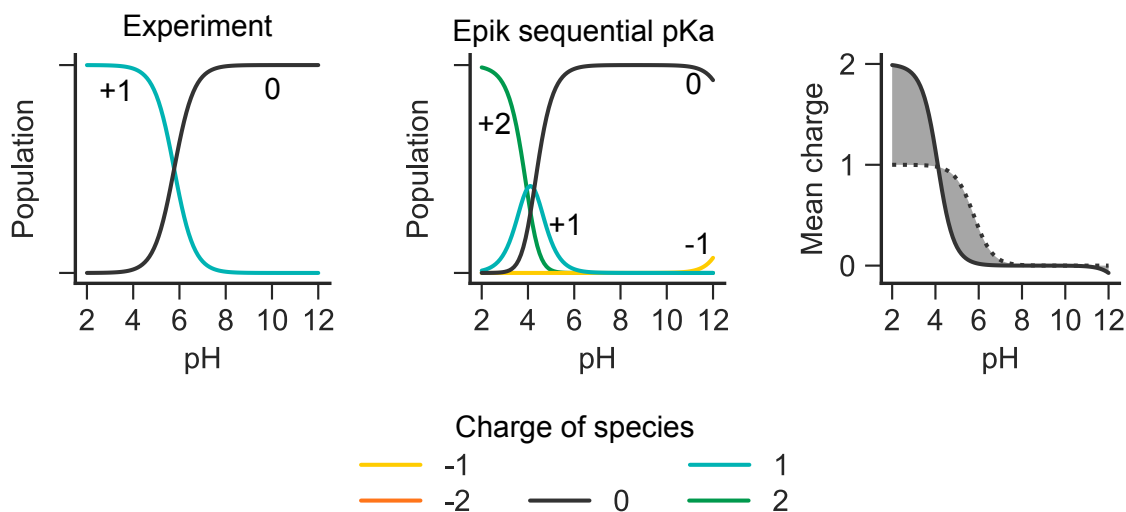 Experiment
Population
+1
0
2 4 6 8 10 12
pH
Epik sequential pKa
Population
+2
0
+1
-1
2 4 6 8 10 12
pH
Mean charge
2
1
0
2 4 6 8 10 12
pH
Charge of species
-1 1
-2 0 2